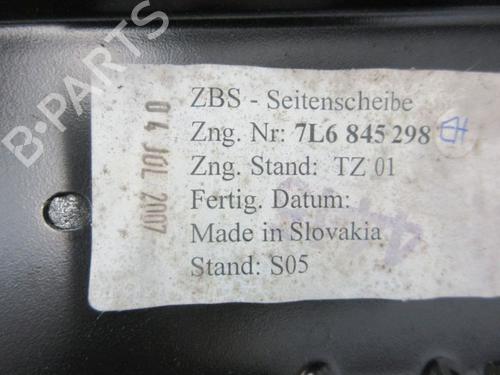 B-PARTS
04 JUL 2007
ZBS - Seitenscheibe
Zng. Nr: 7L6 845 298
Zng. Stand: TZ 01
Fertig. Datum:
Made in Slovakia
Stand: S05